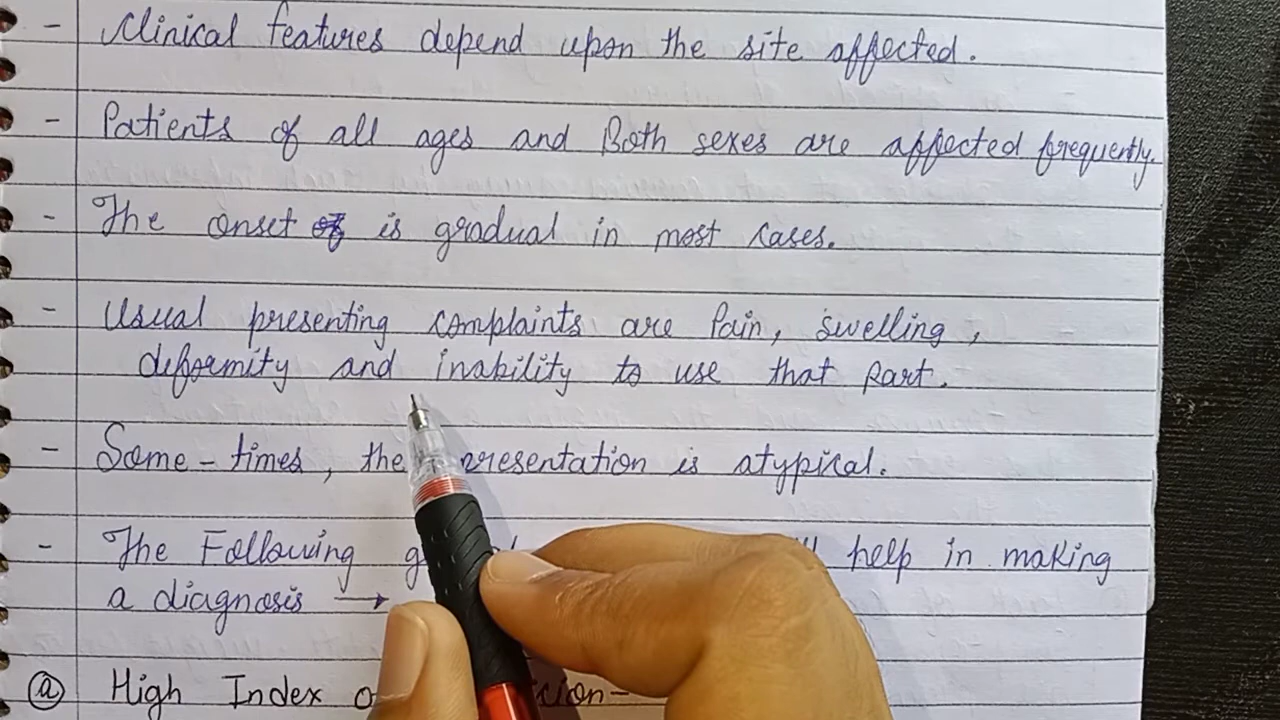 - Clinical features depend upon the site affected.
- Patients of all ages and Both sexes are affected frequently.
- The onset is gradual in most cases.
- Usual presenting complaints are Pain, swelling,
deformity and inability to use that part.
- Some-times, the presentation is atypical.
- The Following help in making
a diagnosis →
(a) High Index